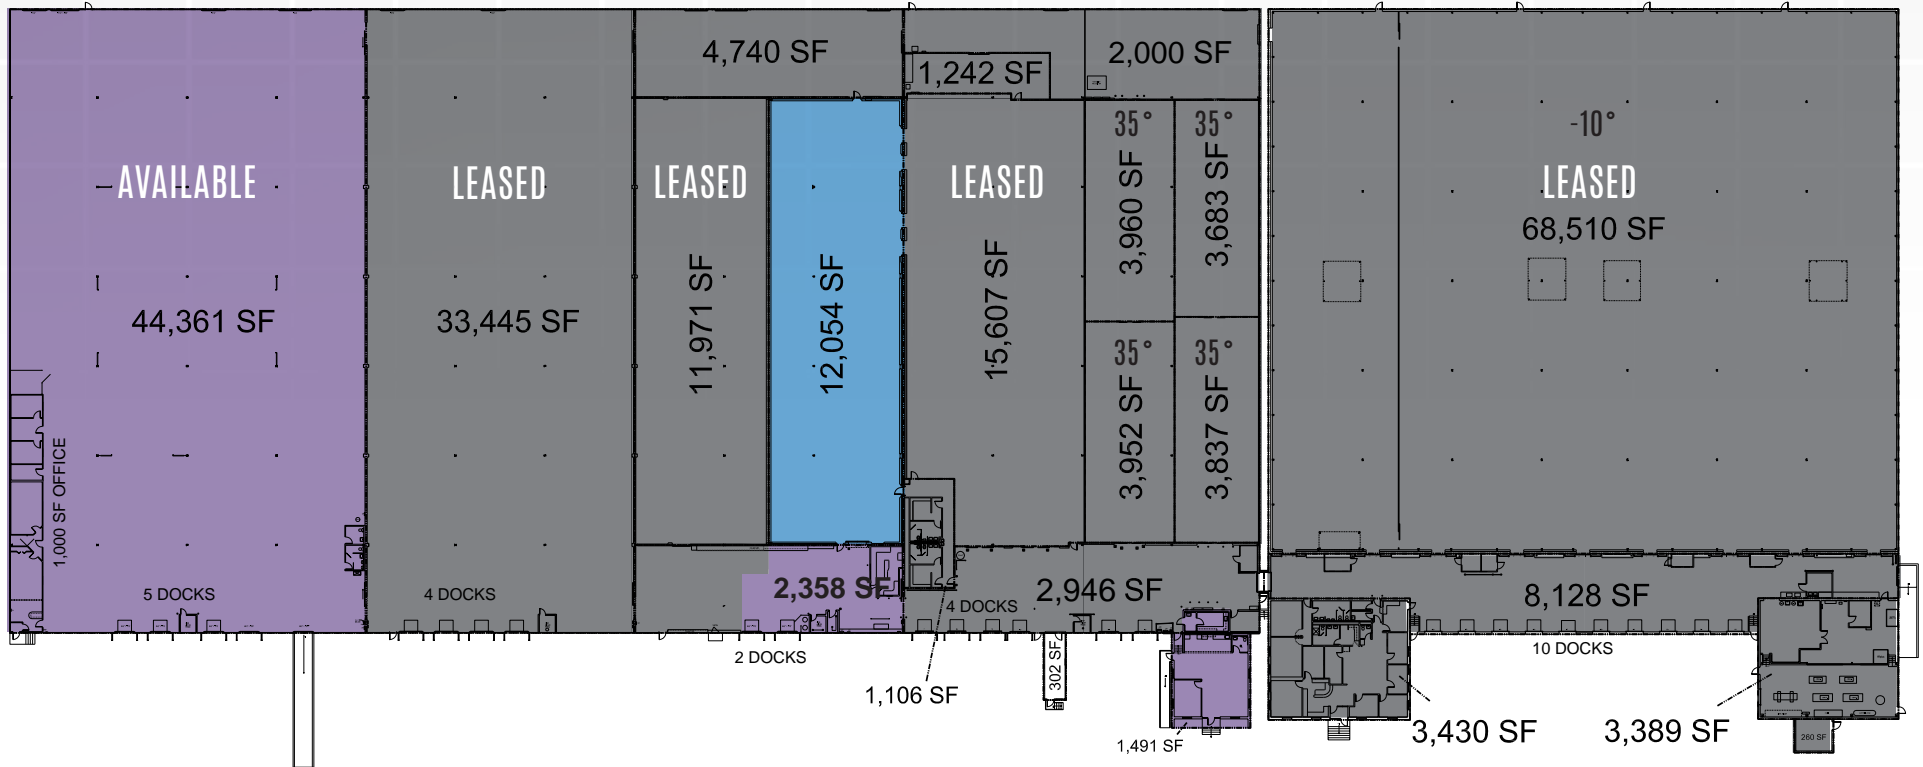 4,740 SF
1,242 SF
2,000 SF
AVAILABLE
44,361 SF
1,000 SF OFFICE
5 DOCKS
LEASED
33,445 SF
4 DOCKS
LEASED
11,971 SF
12,054 SF
2,358 SF
2 DOCKS
LEASED
15,607 SF
35°
3,960 SF
35°
3,683 SF
35°
3,952 SF
35°
3,837 SF
2,946 SF
4 DOCKS
1,106 SF
302 SF
1,491 SF
-10°
LEASED
68,510 SF
8,128 SF
10 DOCKS
3,430 SF
3,389 SF
260 SF